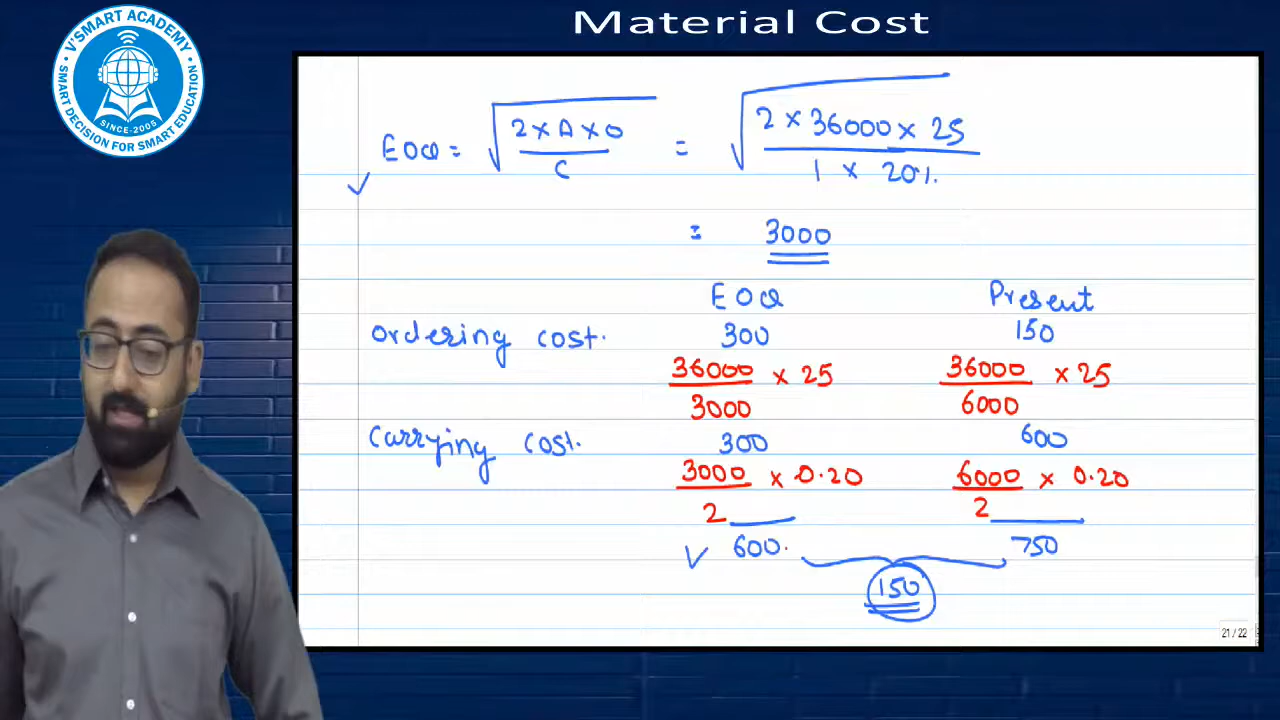 Material Cost
V'SMART ACADEMY
SINCE-2005
SMART DECISION FOR SMART EDUCATION
EOQ = √(2 × A × O / C) = √(2 × 36000 × 25 / 1 × 20%)
= 3000
EOQ Present
Ordering cost. 300 150
36000 / 3000 × 25 36000 / 6000 × 25
Carrying cost. 300 600
3000 / 2 × 0.20 6000 / 2 × 0.20
✓ 600. 750
150
21 / 22